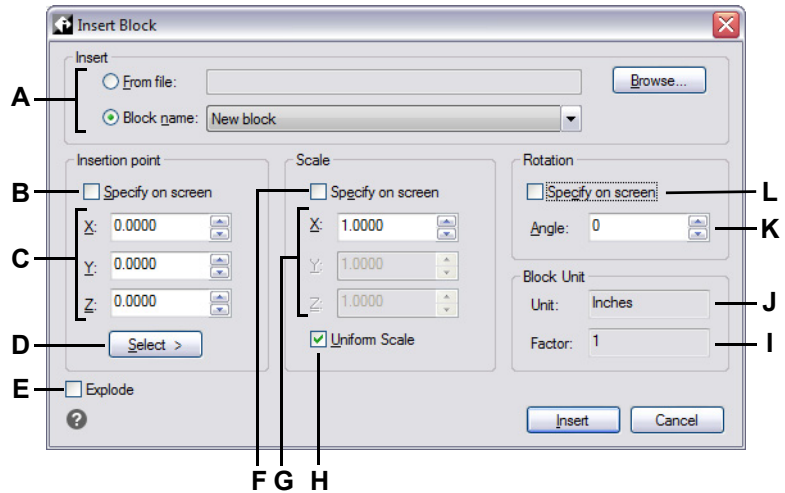 Insert Block
Insert
A From file: Browse...
Block name: New block
Insertion point Scale Rotation
B Specify on screen Specify on screen Specify on screen L
X: 0.0000 X: 1.0000 Angle: 0 K
C Y: 0.0000 Y: 1.0000 Block Unit
Z: 0.0000 Z: 1.0000 Unit: Inches J
D Select > Uniform Scale Factor: 1 I
E Explode
? Insert Cancel
F G H